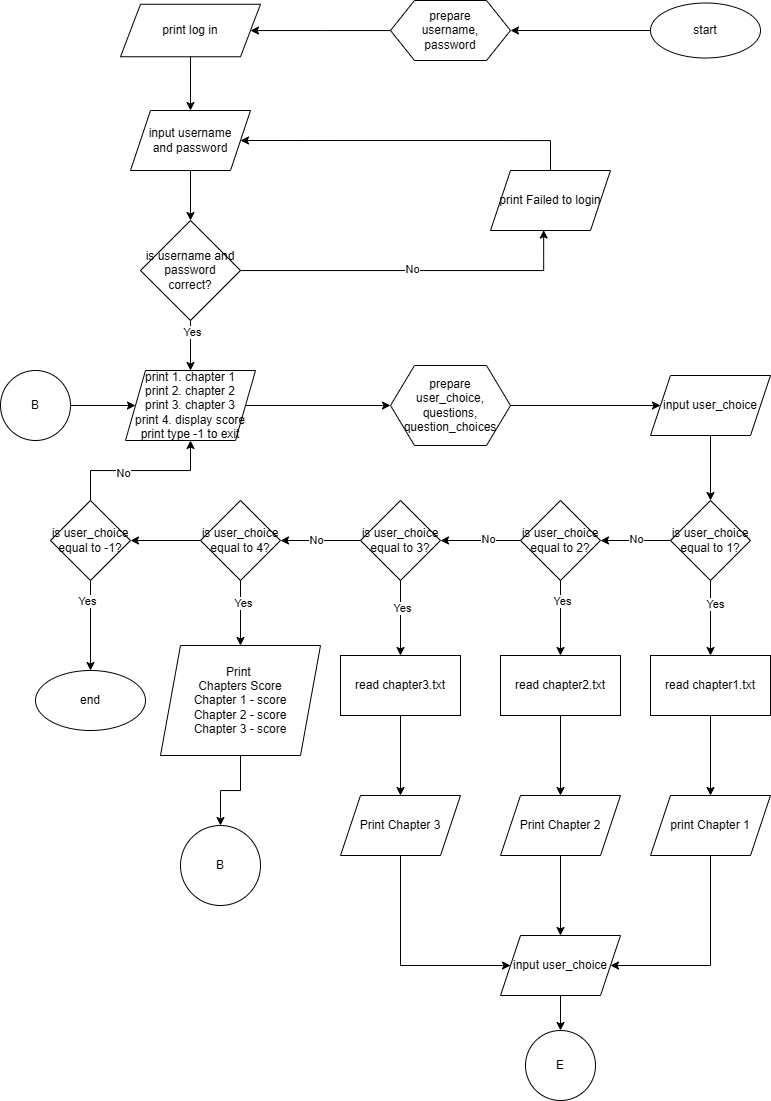 print log in
prepare
username,
password
start
input username
and password
print Failed to login
is username and
password
correct?
No
Yes
B
print 1. chapter 1
print 2. chapter 2
print 3. chapter 3
print 4. display score
print type -1 to exit
prepare
user_choice,
questions,
question_choices
input user_choice
No
is user_choice
equal to -1?
is user_choice
equal to 4?
No
is user_choice
equal to 3?
No
is user_choice
equal to 2?
No
is user_choice
equal to 1?
Yes
Yes
Yes
Yes
Yes
end
Print
Chapters Score
Chapter 1 - score
Chapter 2 - score
Chapter 3 - score
read chapter3.txt
read chapter2.txt
read chapter1.txt
B
Print Chapter 3
Print Chapter 2
print Chapter 1
input user_choice
E